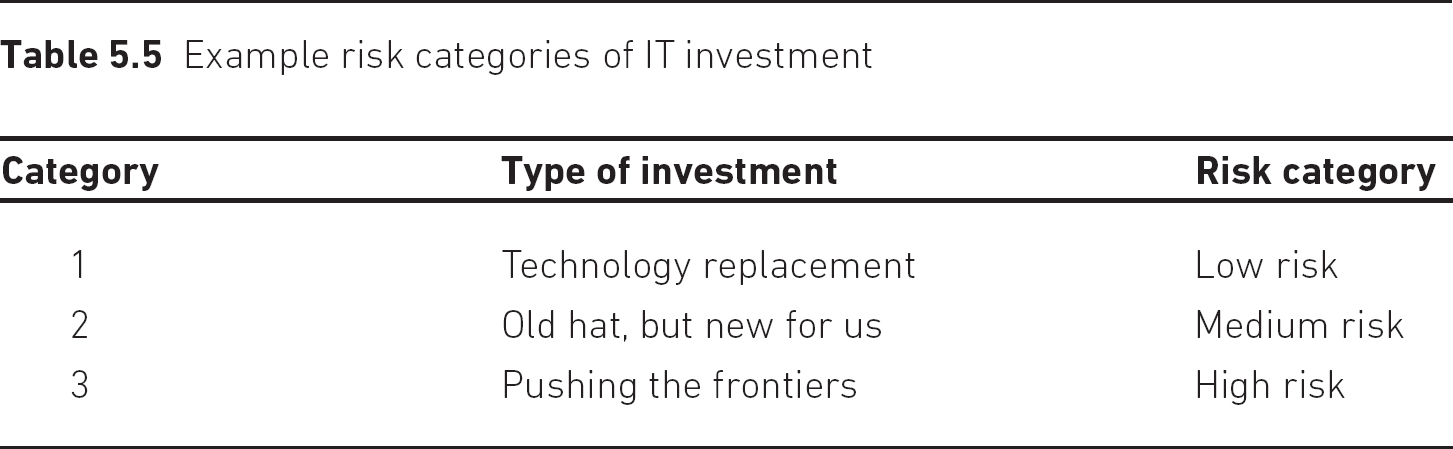 Table 5.5 Example risk categories of IT investment
Category Type of investment Risk category
1 Technology replacement Low risk
2 Old hat, but new for us Medium risk
3 Pushing the frontiers High risk